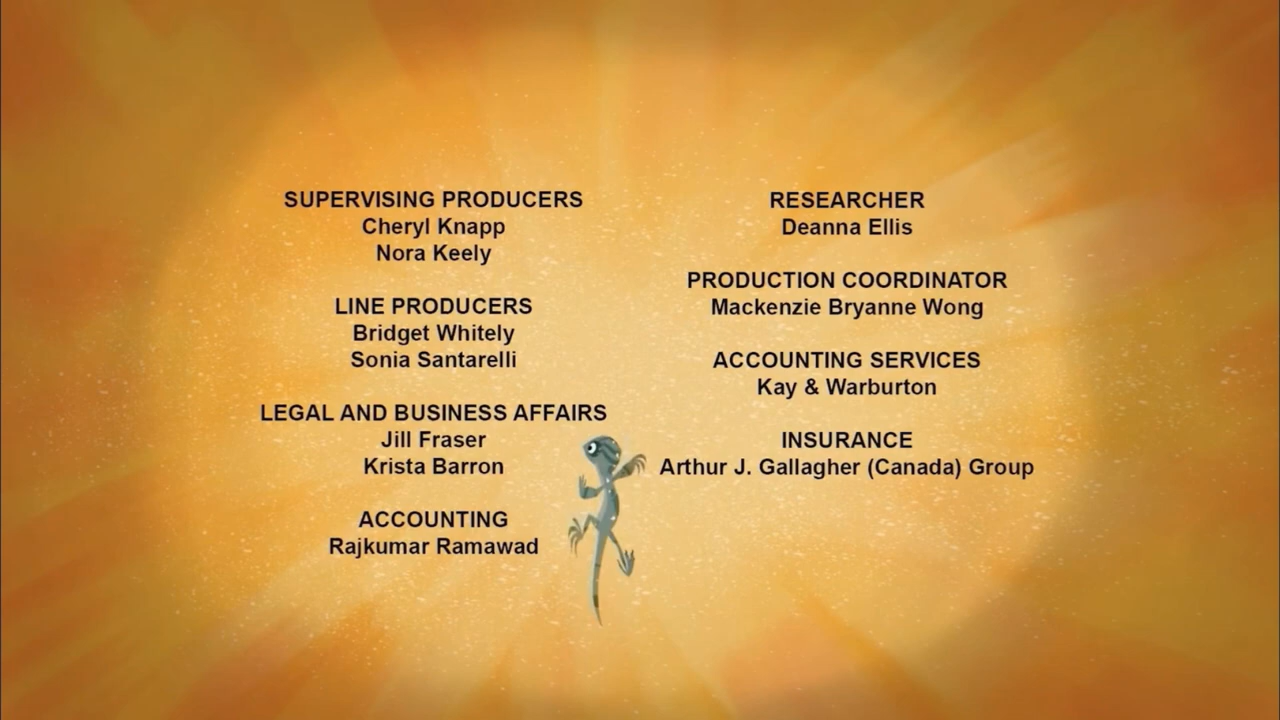 SUPERVISING PRODUCERS
Cheryl Knapp
Nora Keely
LINE PRODUCERS
Bridget Whitely
Sonia Santarelli
LEGAL AND BUSINESS AFFAIRS
Jill Fraser
Krista Barron
ACCOUNTING
Rajkumar Ramawad
RESEARCHER
Deanna Ellis
PRODUCTION COORDINATOR
Mackenzie Bryanne Wong
ACCOUNTING SERVICES
Kay & Warburton
INSURANCE
Arthur J. Gallagher (Canada) Group